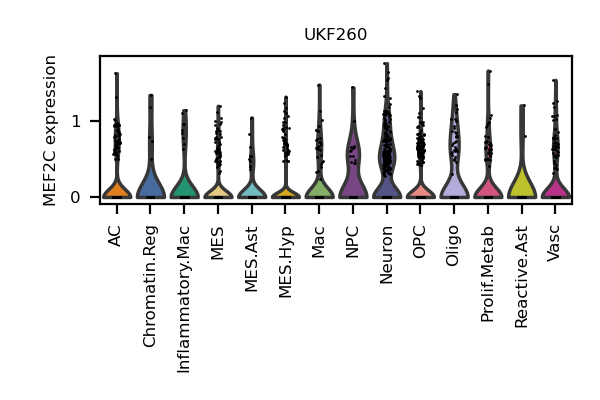 UKF260
MEF2C expression
1
0
AC
Chromatin.Reg
Inflammatory.Mac
MES
MES.Ast
MES.Hyp
Mac
NPC
Neuron
OPC
Oligo
Prolif.Metab
Reactive.Ast
Vasc